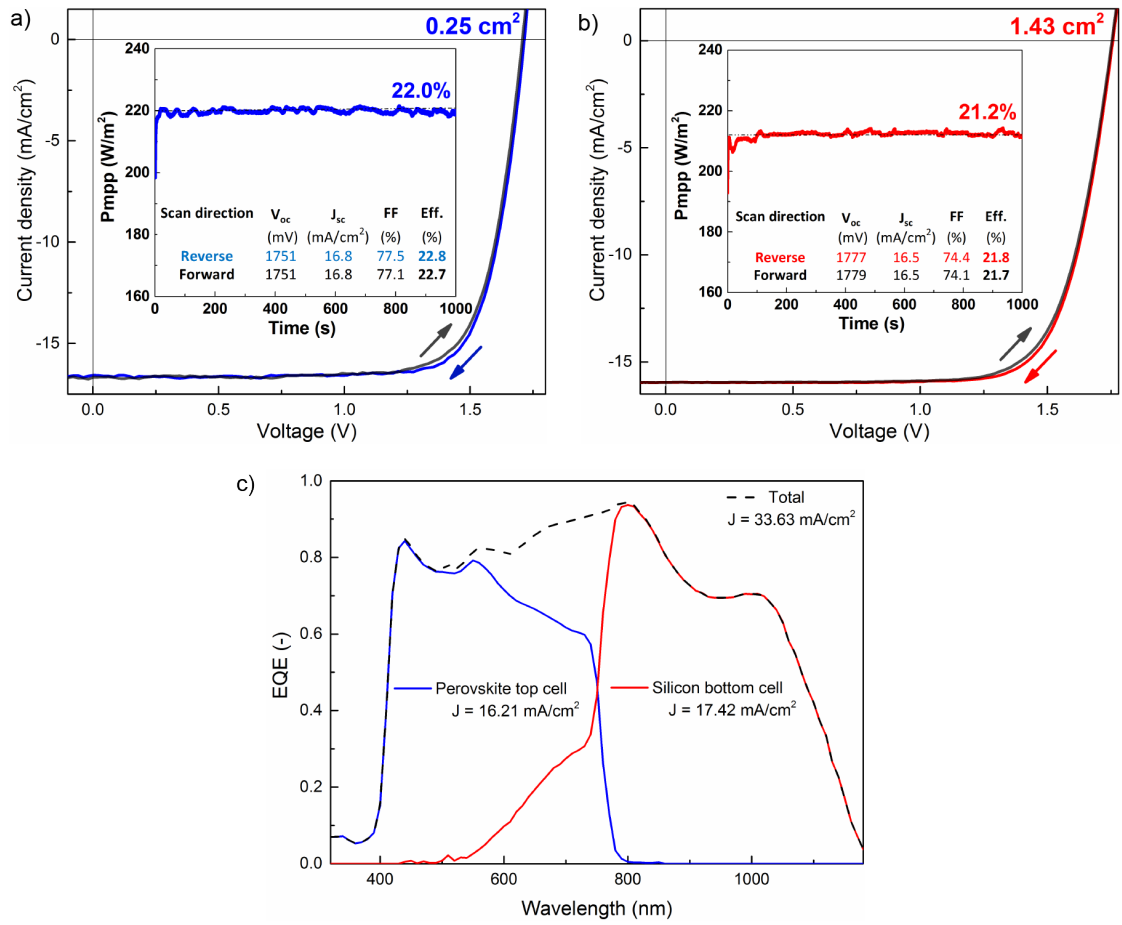 a)
0.25 cm²
0
-5
-10
-15
Current density (mA/cm²)
0.0
0.5
1.0
1.5
Voltage (V)
240
220
200
180
160
Pmpp (W/m²)
22.0%
Scan direction Voc Jsc FF Eff.
(mV) (mA/cm²) (%) (%)
Reverse 1751 16.8 77.5 22.8
Forward 1751 16.8 77.1 22.7
0 200 400 600 800 1000
Time (s)
b)
1.43 cm²
0
-5
-10
-15
Current density (mA/cm²)
0.0
0.5
1.0
1.5
Voltage (V)
240
220
200
180
160
Pmpp (W/m²)
21.2%
Scan direction Voc Jsc FF Eff.
(mV) (mA/cm²) (%) (%)
Reverse 1777 16.5 74.4 21.8
Forward 1779 16.5 74.1 21.7
0 200 400 600 800 1000
Time (s)
c)
1.0
0.8
0.6
0.4
0.2
0.0
EQE (-)
Total
J = 33.63 mA/cm²
Perovskite top cell
J = 16.21 mA/cm²
Silicon bottom cell
J = 17.42 mA/cm²
400 600 800 1000
Wavelength (nm)